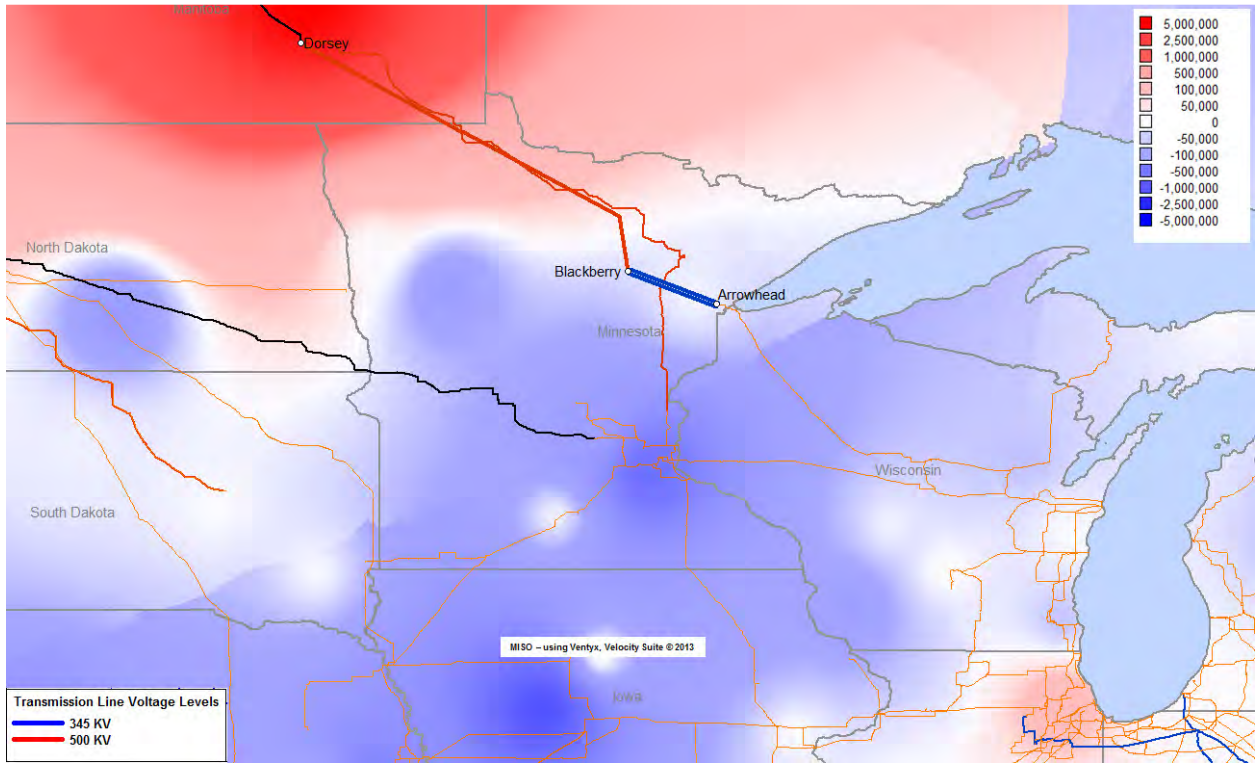 Manitoba
Dorsey
5,000,000
2,500,000
1,000,000
500,000
100,000
50,000
0
-50,000
-100,000
-500,000
-1,000,000
-2,500,000
-5,000,000
North Dakota
Blackberry
Arrowhead
Minnesota
Wisconsin
South Dakota
MISO – using Ventyx, Velocity Suite © 2013
Iowa
Transmission Line Voltage Levels
345 KV
500 KV